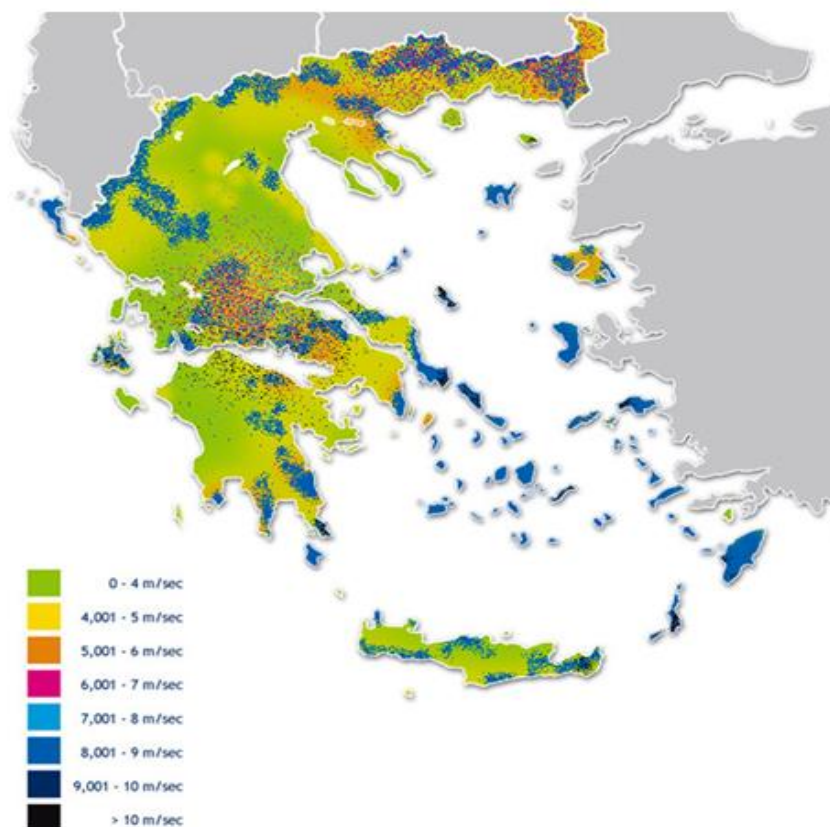 0 - 4 m/sec
4,001 - 5 m/sec
5,001 - 6 m/sec
6,001 - 7 m/sec
7,001 - 8 m/sec
8,001 - 9 m/sec
9,001 - 10 m/sec
> 10 m/sec